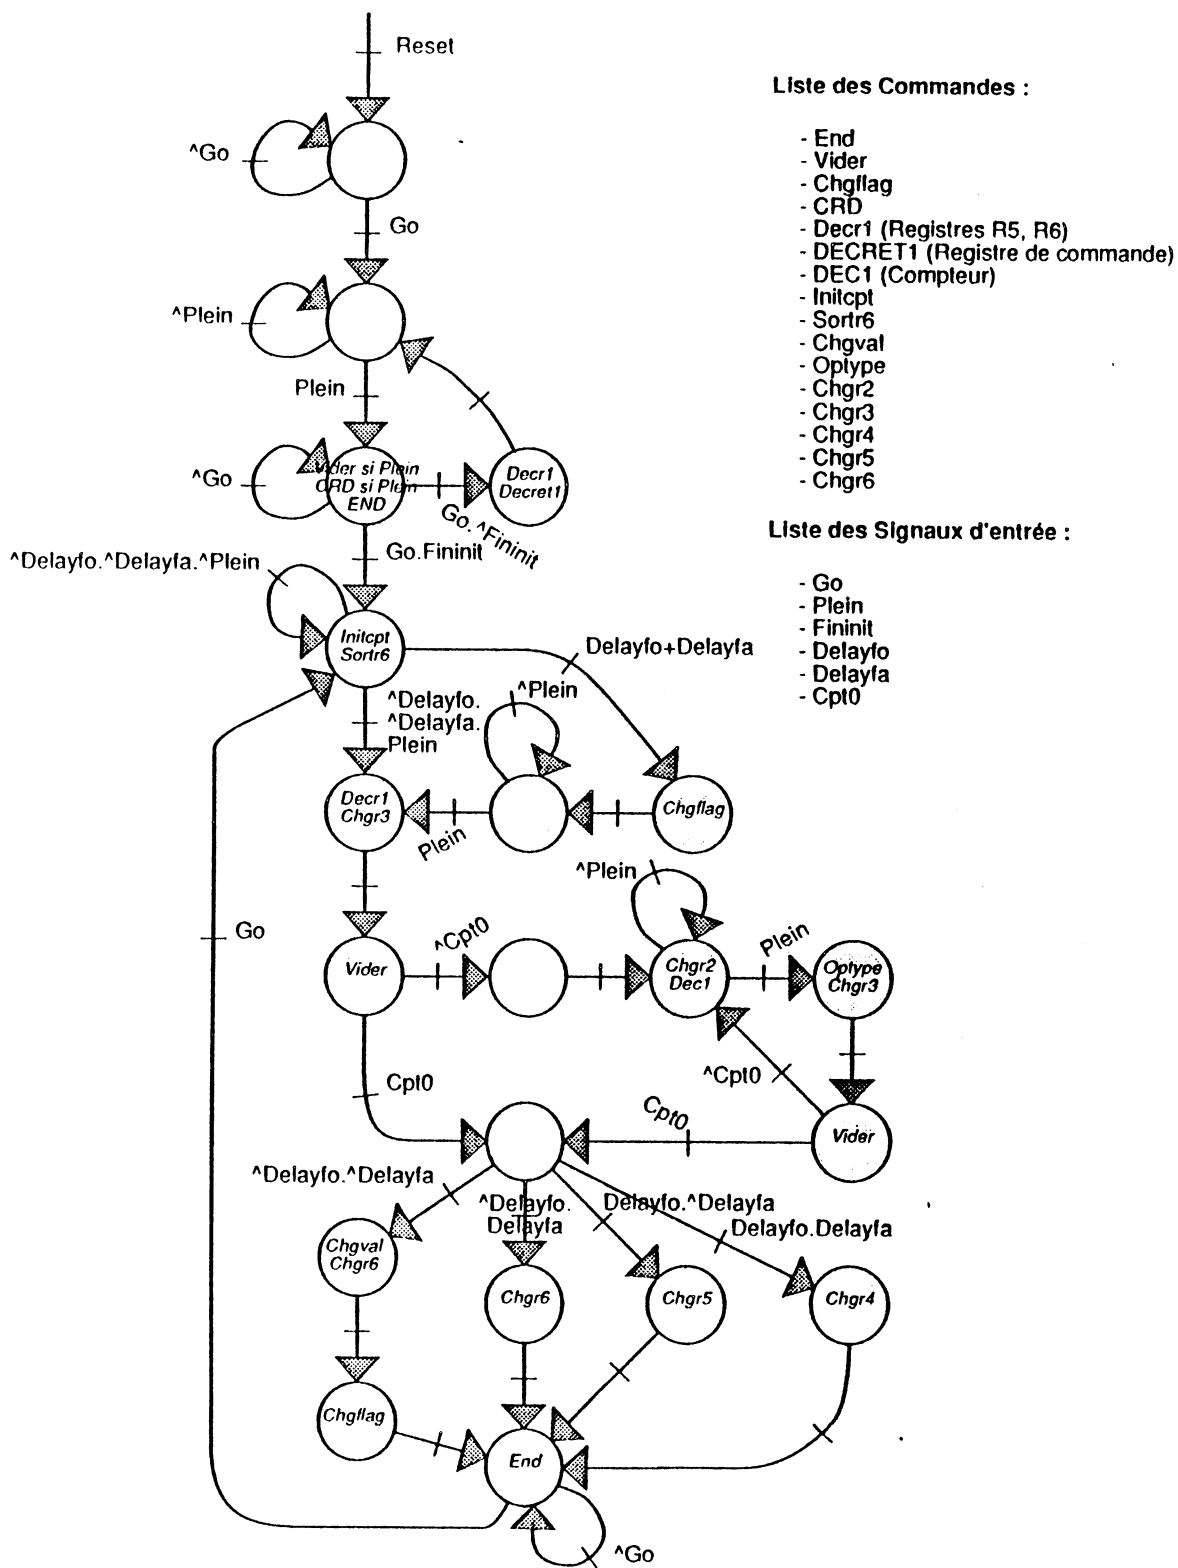 Reset
^Go
Go
^Plein
Plein
^Go
Vider si Plein
CRD si Plein
END
Decr1
Decret1
Go. ^Fininit
Go.Fininit
^Delayfo.^Delayfa.^Plein
Initcpt
Sortr6
Delayfo+Delayfa
^Delayfo.
^Delayfa.
Plein
^Plein
Decr1
Chgr3
Plein
Chgflag
^Plein
Go
Vider
^Cpt0
Chgr2
Dec1
Plein
Optype
Chgr3
^Cpt0
Cpt0
Cpt0
Vider
^Delayfo.^Delayfa
^Delayfo.
Delayfa
Delayfo.^Delayfa
Delayfo.Delayfa
Chgval
Chgr6
Chgr6
Chgr5
Chgr4
Chgflag
End
^Go
Liste des Commandes :
- End
- Vider
- Chgflag
- CRD
- Decr1 (Registres R5, R6)
- DECRET1 (Registre de commande)
- DEC1 (Compteur)
- Initcpt
- Sortr6
- Chgval
- Optype
- Chgr2
- Chgr3
- Chgr4
- Chgr5
- Chgr6
Liste des Signaux d'entrée :
- Go
- Plein
- Fininit
- Delayfo
- Delayfa
- Cpt0